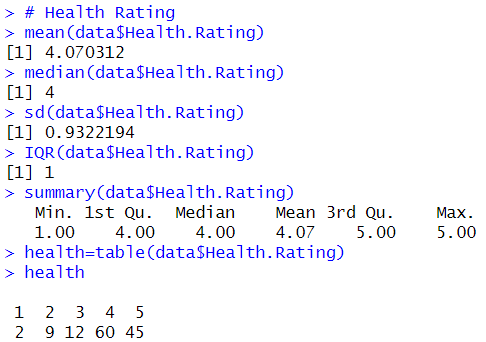 > # Health Rating
> mean(data$Health.Rating)
[1] 4.070312
> median(data$Health.Rating)
[1] 4
> sd(data$Health.Rating)
[1] 0.9322194
> IQR(data$Health.Rating)
[1] 1
> summary(data$Health.Rating)
   Min. 1st Qu.  Median    Mean 3rd Qu.    Max.
   1.00    4.00    4.00    4.07    5.00    5.00
> health=table(data$Health.Rating)
> health
 1  2  3  4  5
 2  9 12 60 45